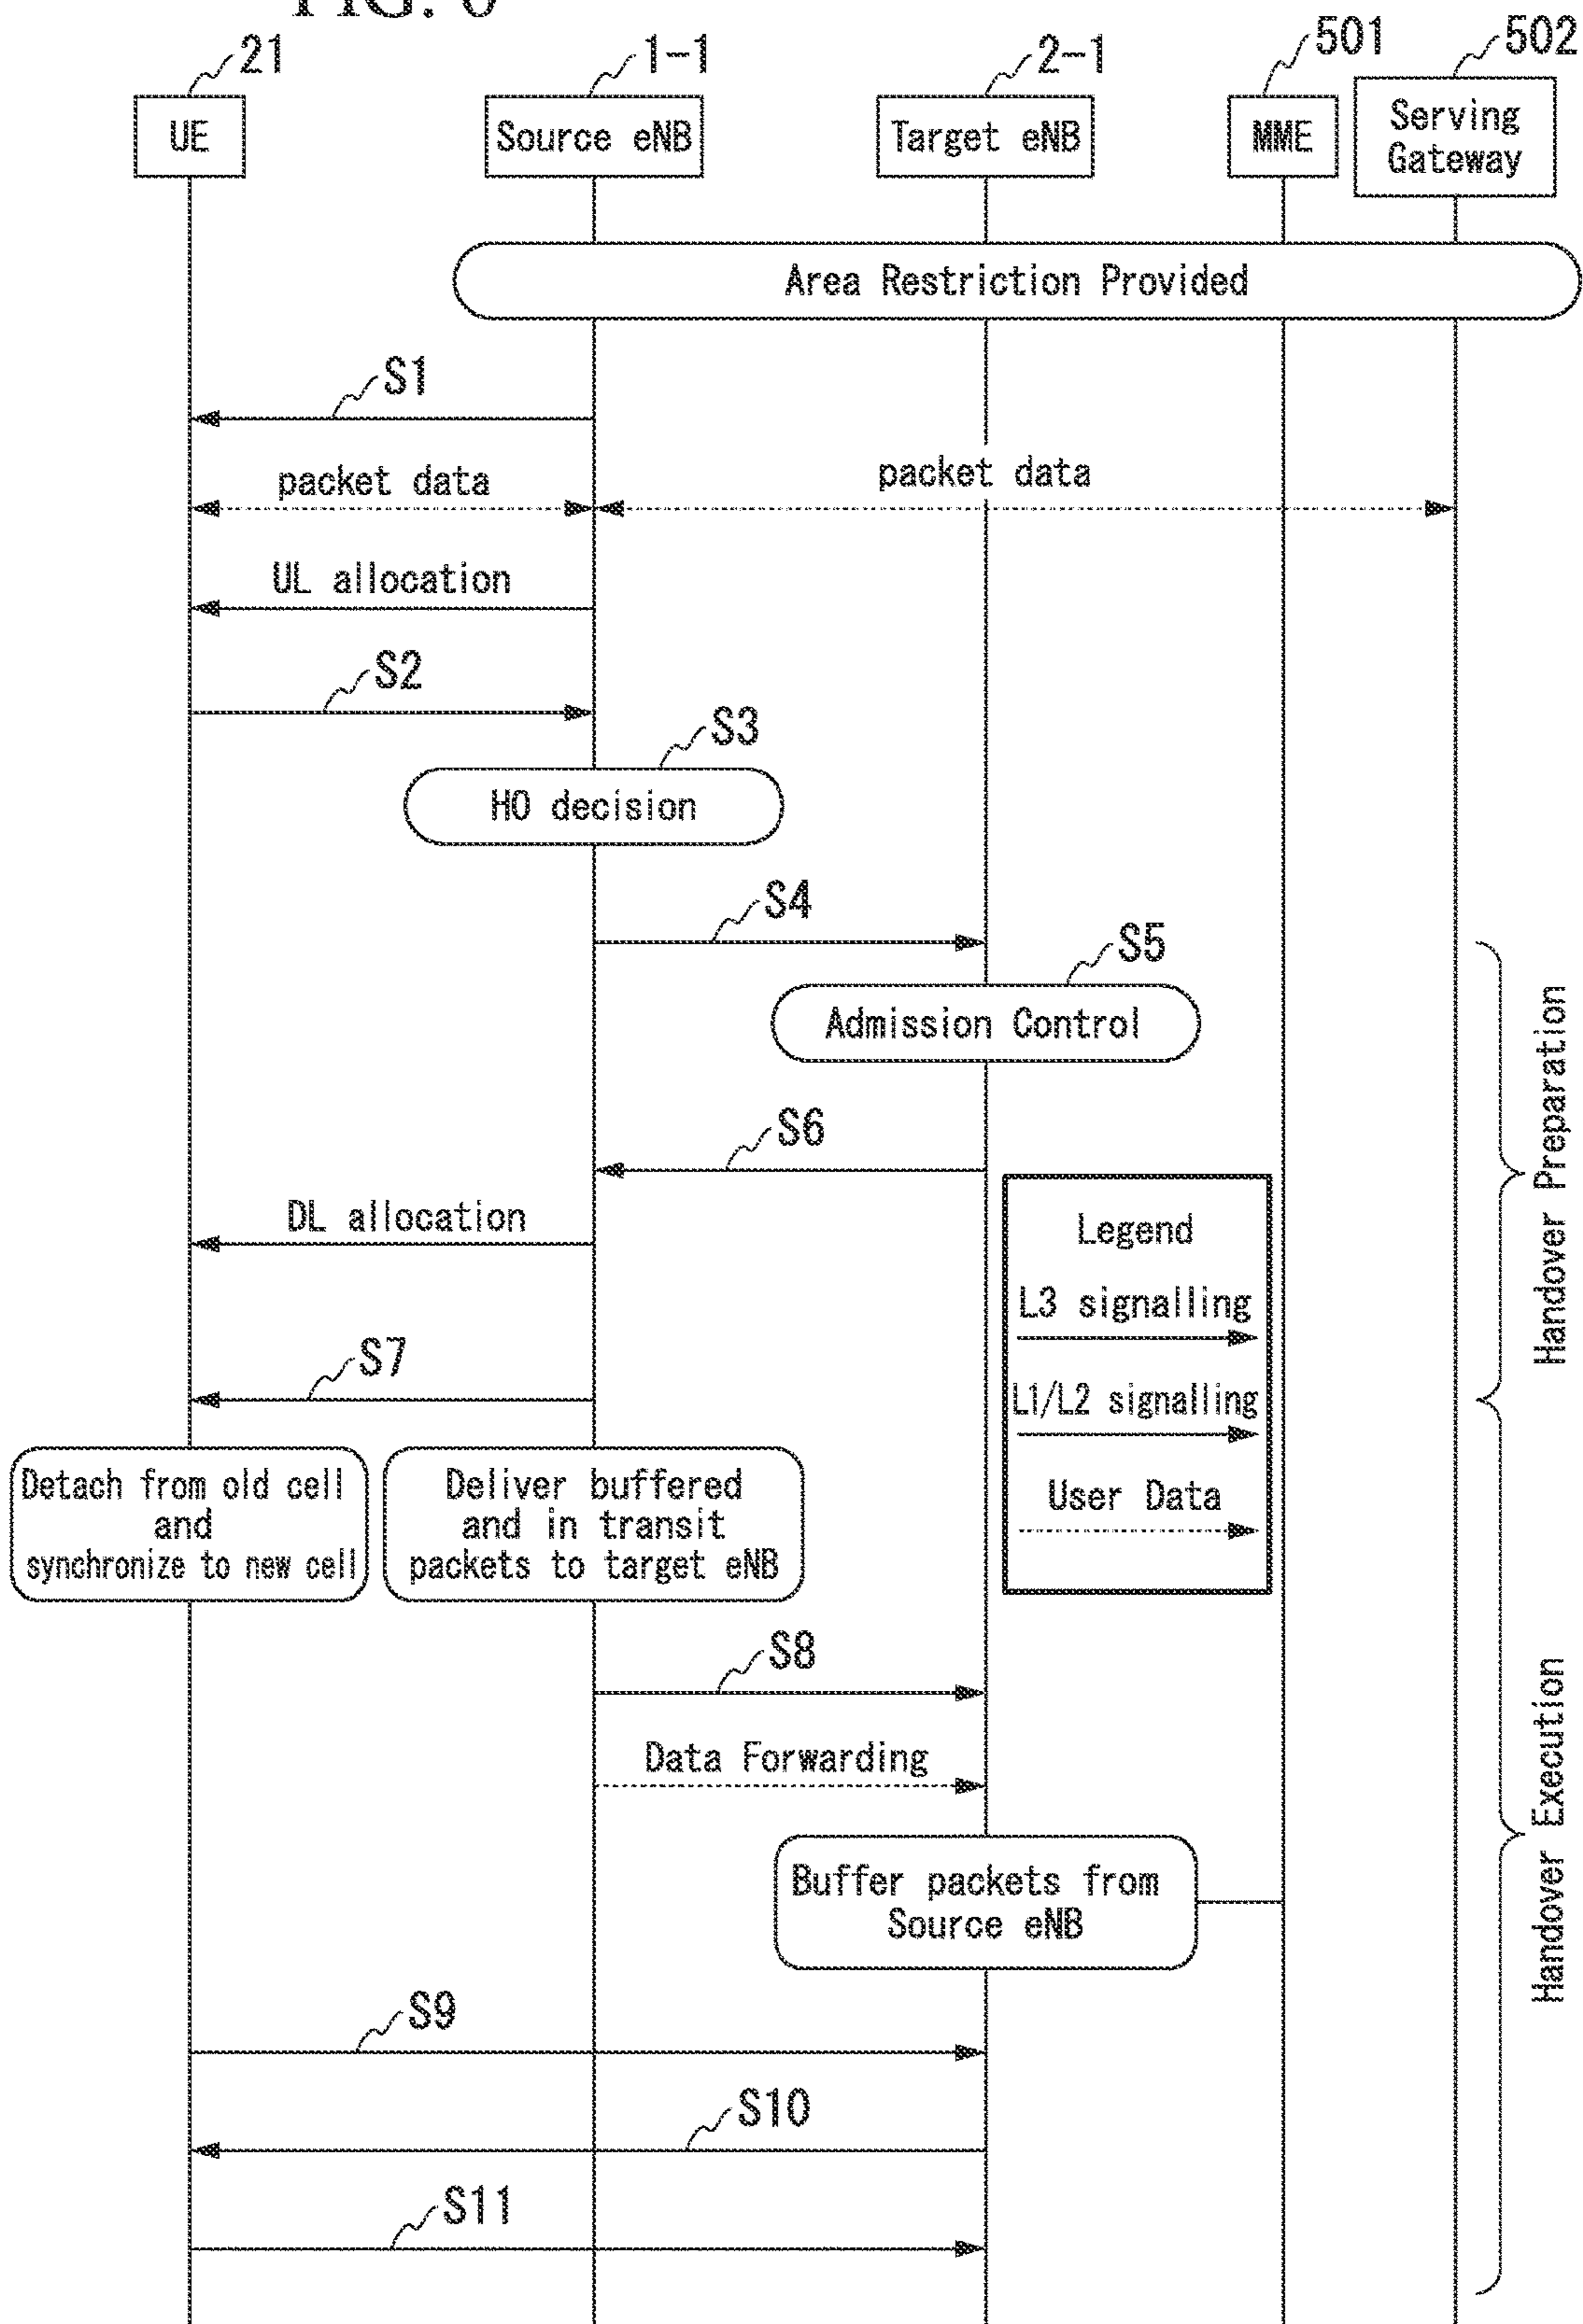 FIG. 6
21
1-1
2-1
501
502
UE
Source eNB
Target eNB
MME
Serving
Gateway
Area Restriction Provided
S1
packet data
packet data
UL allocation
S2
S3
HO decision
S4
S5
Admission Control
S6
DL allocation
Legend
L3 signalling
L1/L2 signalling
User Data
Handover Preparation
S7
Detach from old cell
and
synchronize to new cell
Deliver buffered
and in transit
packets to target eNB
S8
Data Forwarding
Buffer packets from
Source eNB
Handover Execution
S9
S10
S11